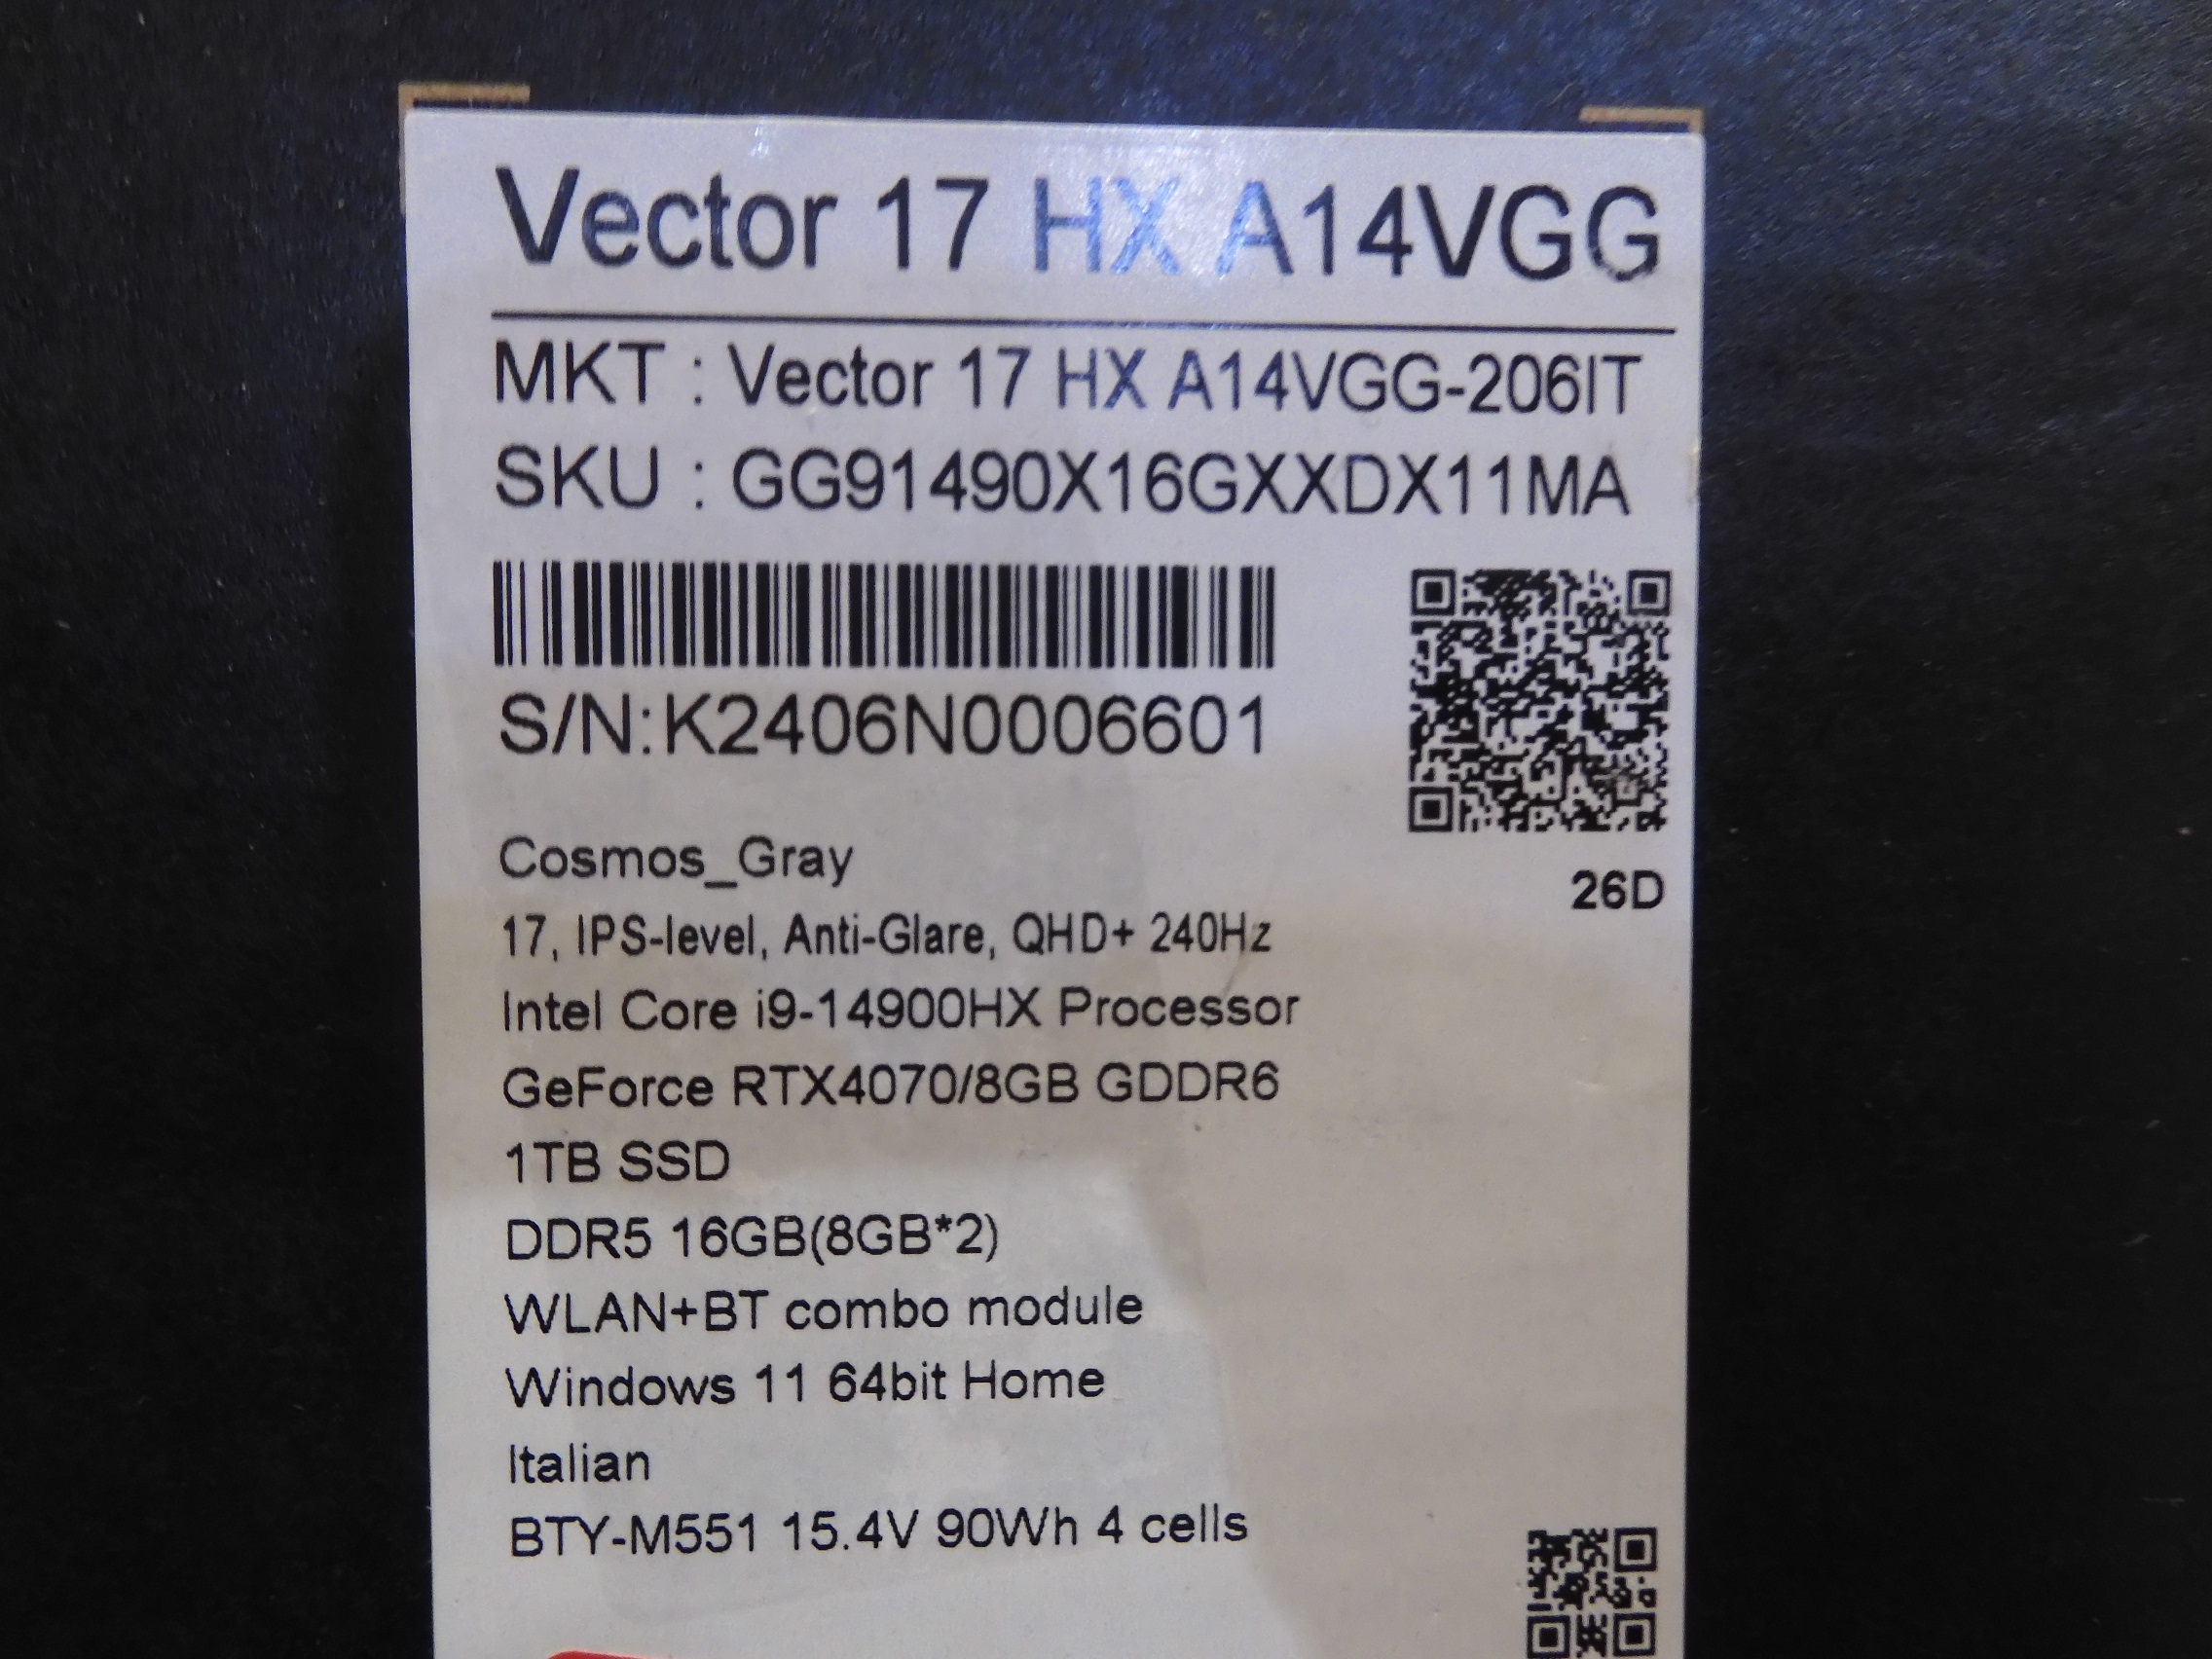 Vector 17 HX A14VGG
MKT : Vector 17 HX A14VGG-206IT
SKU : GG91490X16GXXDX11MA
S/N:K2406N0006601
26D
Cosmos_Gray
17, IPS-level, Anti-Glare, QHD+ 240Hz
Intel Core i9-14900HX Processor
GeForce RTX4070/8GB GDDR6
1TB SSD
DDR5 16GB(8GB*2)
WLAN+BT combo module
Windows 11 64bit Home
Italian
BTY-M551 15.4V 90Wh 4 cells